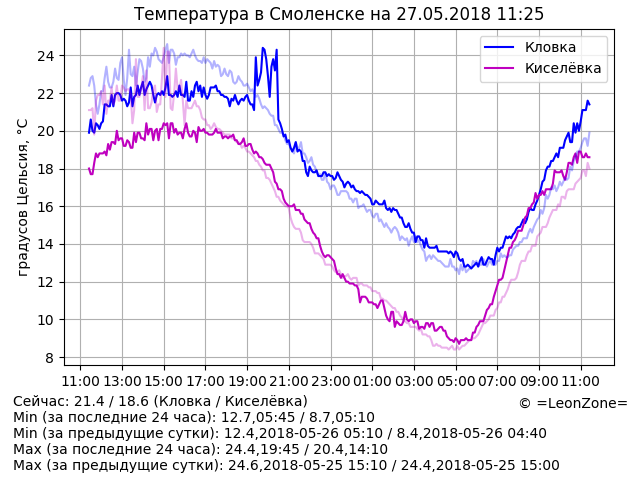 Температура в Смоленске на 27.05.2018 11:25
градусов Цельсия, °C
24
22
20
18
16
14
12
10
8
Кловка
Киселёвка
11:00 13:00 15:00 17:00 19:00 21:00 23:00 01:00 03:00 05:00 07:00 09:00 11:00
Сейчас: 21.4 / 18.6 (Кловка / Киселёвка)
© =LeonZone=
Min (за последние 24 часа): 12.7,05:45 / 8.7,05:10
Min (за предыдущие сутки): 12.4,2018-05-26 05:10 / 8.4,2018-05-26 04:40
Max (за последние 24 часа): 24.4,19:45 / 20.4,14:10
Max (за предыдущие сутки): 24.6,2018-05-25 15:10 / 24.4,2018-05-25 15:00